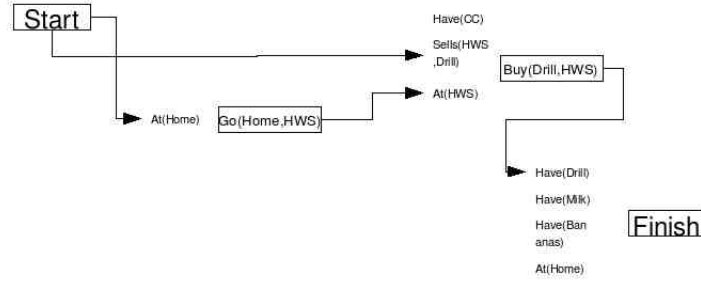 Start
Have(CC)
Sells(HWS
,Drill)
Buy(Drill,HWS)
At(HWS)
At(Home)
Go(Home,HWS)
Have(Drill)
Have(Milk)
Have(Ban
anas)
Finish
At(Home)